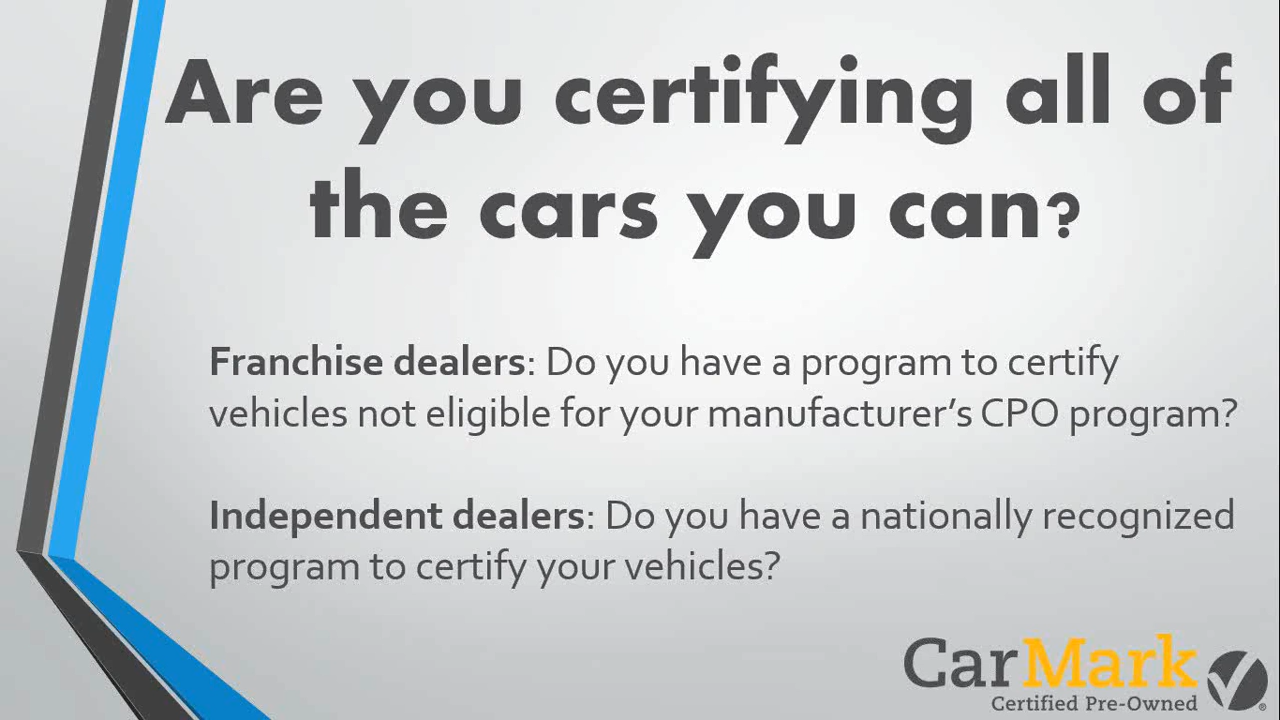 Are you certifying all of
the cars you can?
Franchise dealers: Do you have a program to certify
vehicles not eligible for your manufacturer’s CPO program?
Independent dealers: Do you have a nationally recognized
program to certify your vehicles?
CarMark
Certified Pre-Owned ®